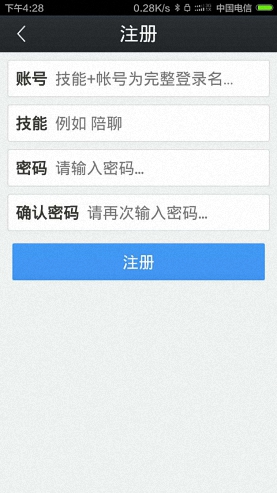 下午4:28 0.28K/s 中国电信
注册
账号 技能+帐号为完整登录名...
技能 例如 陪聊
密码 请输入密码...
确认密码 请再次输入密码...
注册